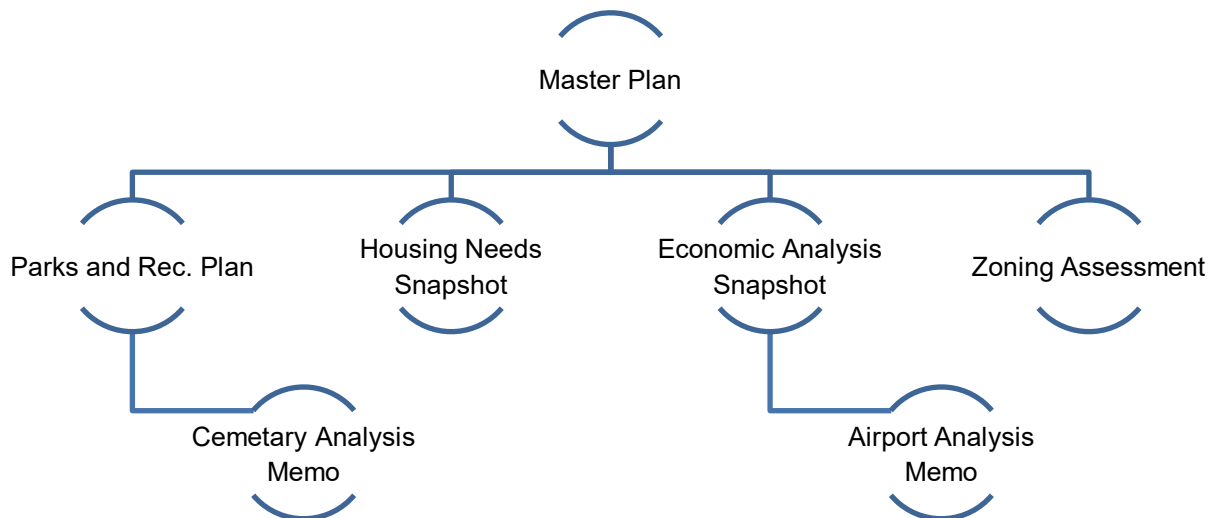 Master Plan
Parks and Rec. Plan
Housing Needs
Snapshot
Economic Analysis
Snapshot
Zoning Assessment
Cemetary Analysis
Memo
Airport Analysis
Memo